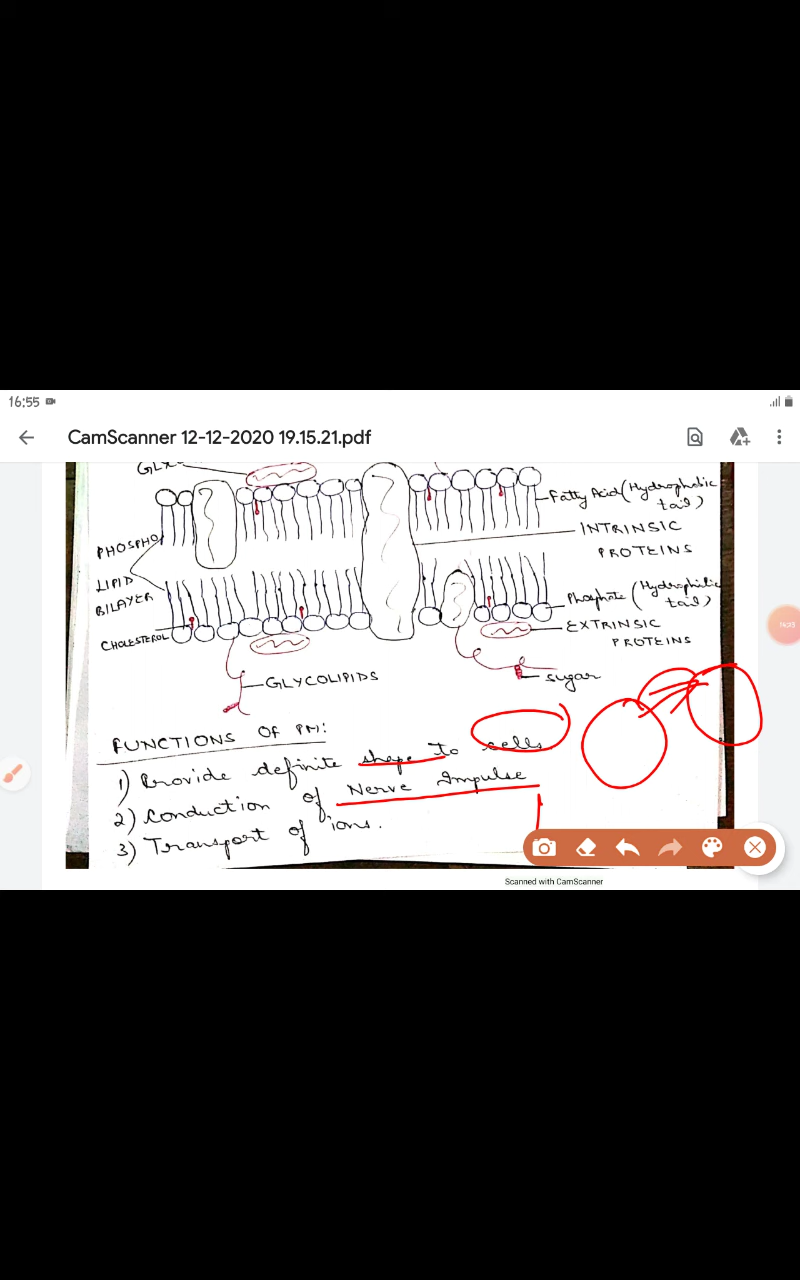 16:55
CamScanner 12-12-2020 19.15.21.pdf
Fatty Acid (Hydrophobic
tail)
INTRINSIC
PROTEINS
PHOSPHO
LIPID
BILAYER
Phosphate (Hydrophilic
tail)
EXTRINSIC
PROTEINS
CHOLESTEROL
GLYCOLIPIDS
sugar
FUNCTIONS OF PM:
1) Provide definite shape to cells
2) Conduction of Nerve Impulse
3) Transport of ions.
Scanned with CamScanner